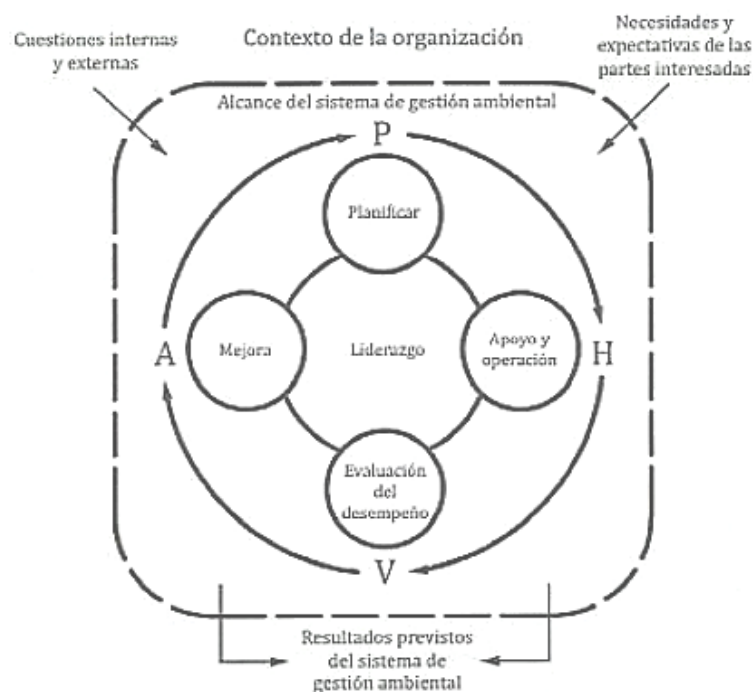 Cuestiones internas
y externas
Contexto de la organización
Necesidades y
expectativas de las
partes interesadas
Alcance del sistema de gestión ambiental
P
Planificar
A
Mejora
Liderazgo
Apoyo y
operación
H
Evaluación
del
desempeño
V
Resultados previstos
del sistema de
gestión ambiental